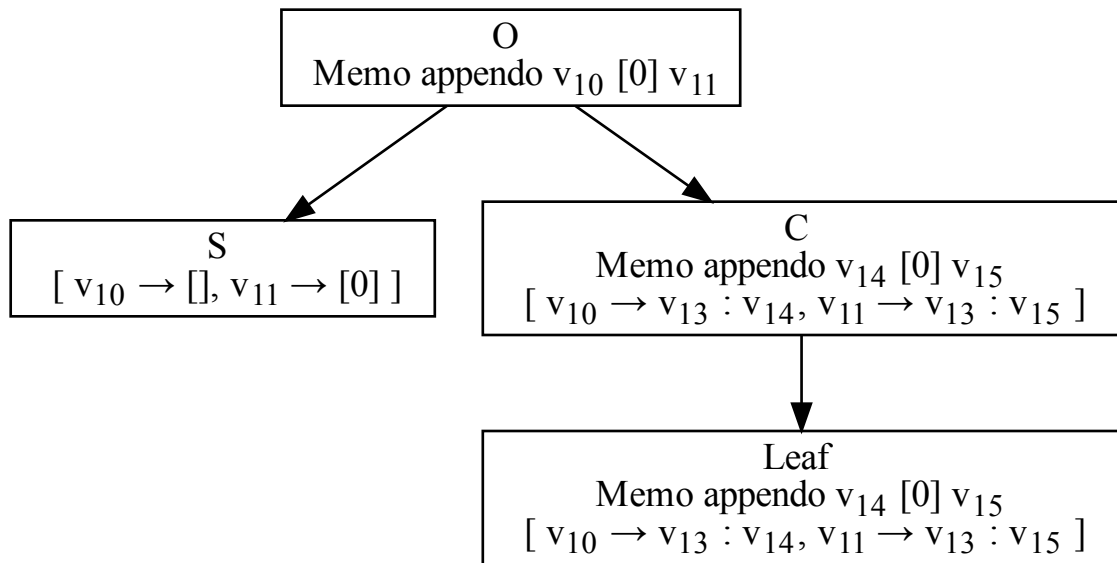 O
Memo appendo v₁₀ [0] v₁₁
S
[ v₁₀ → [], v₁₁ → [0] ]
C
Memo appendo v₁₄ [0] v₁₅
[ v₁₀ → v₁₃ : v₁₄, v₁₁ → v₁₃ : v₁₅ ]
Leaf
Memo appendo v₁₄ [0] v₁₅
[ v₁₀ → v₁₃ : v₁₄, v₁₁ → v₁₃ : v₁₅ ]